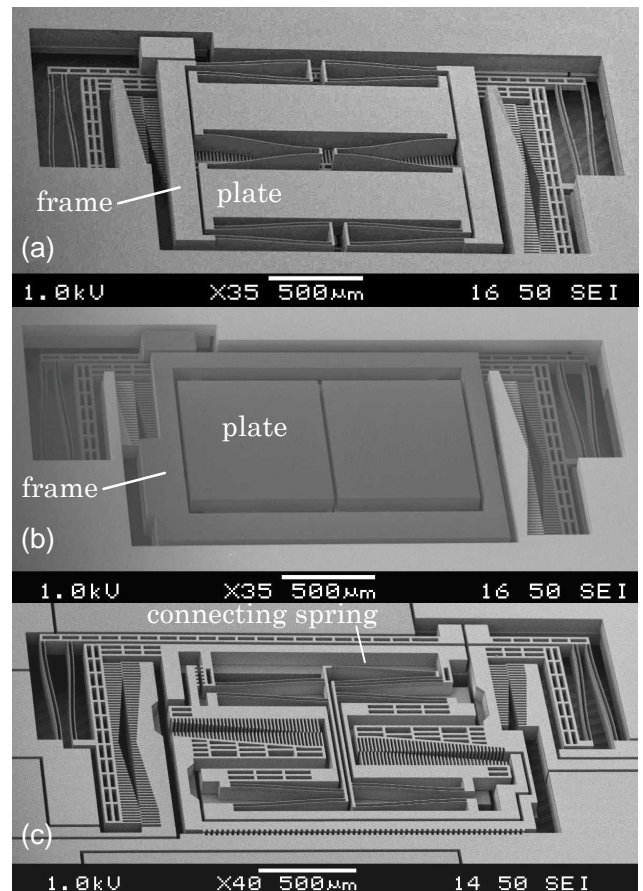 frame
plate
(a)
1.0kV X35 500μm 16 50 SEI
plate
frame
(b)
1.0kV X35 500μm 16 50 SEI
connecting spring
(c)
1.0kV X40 500μm 14 50 SEI